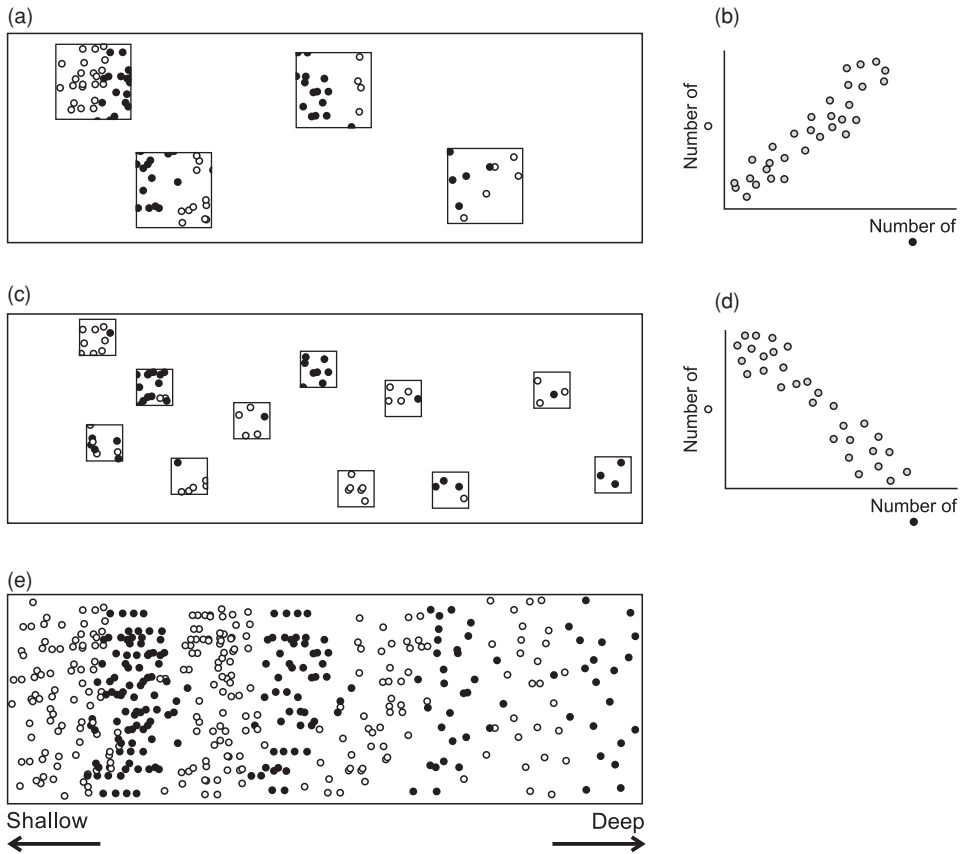 (a)
(b)
Number of
Number of
(c)
(d)
Number of
Number of
(e)
Shallow
Deep